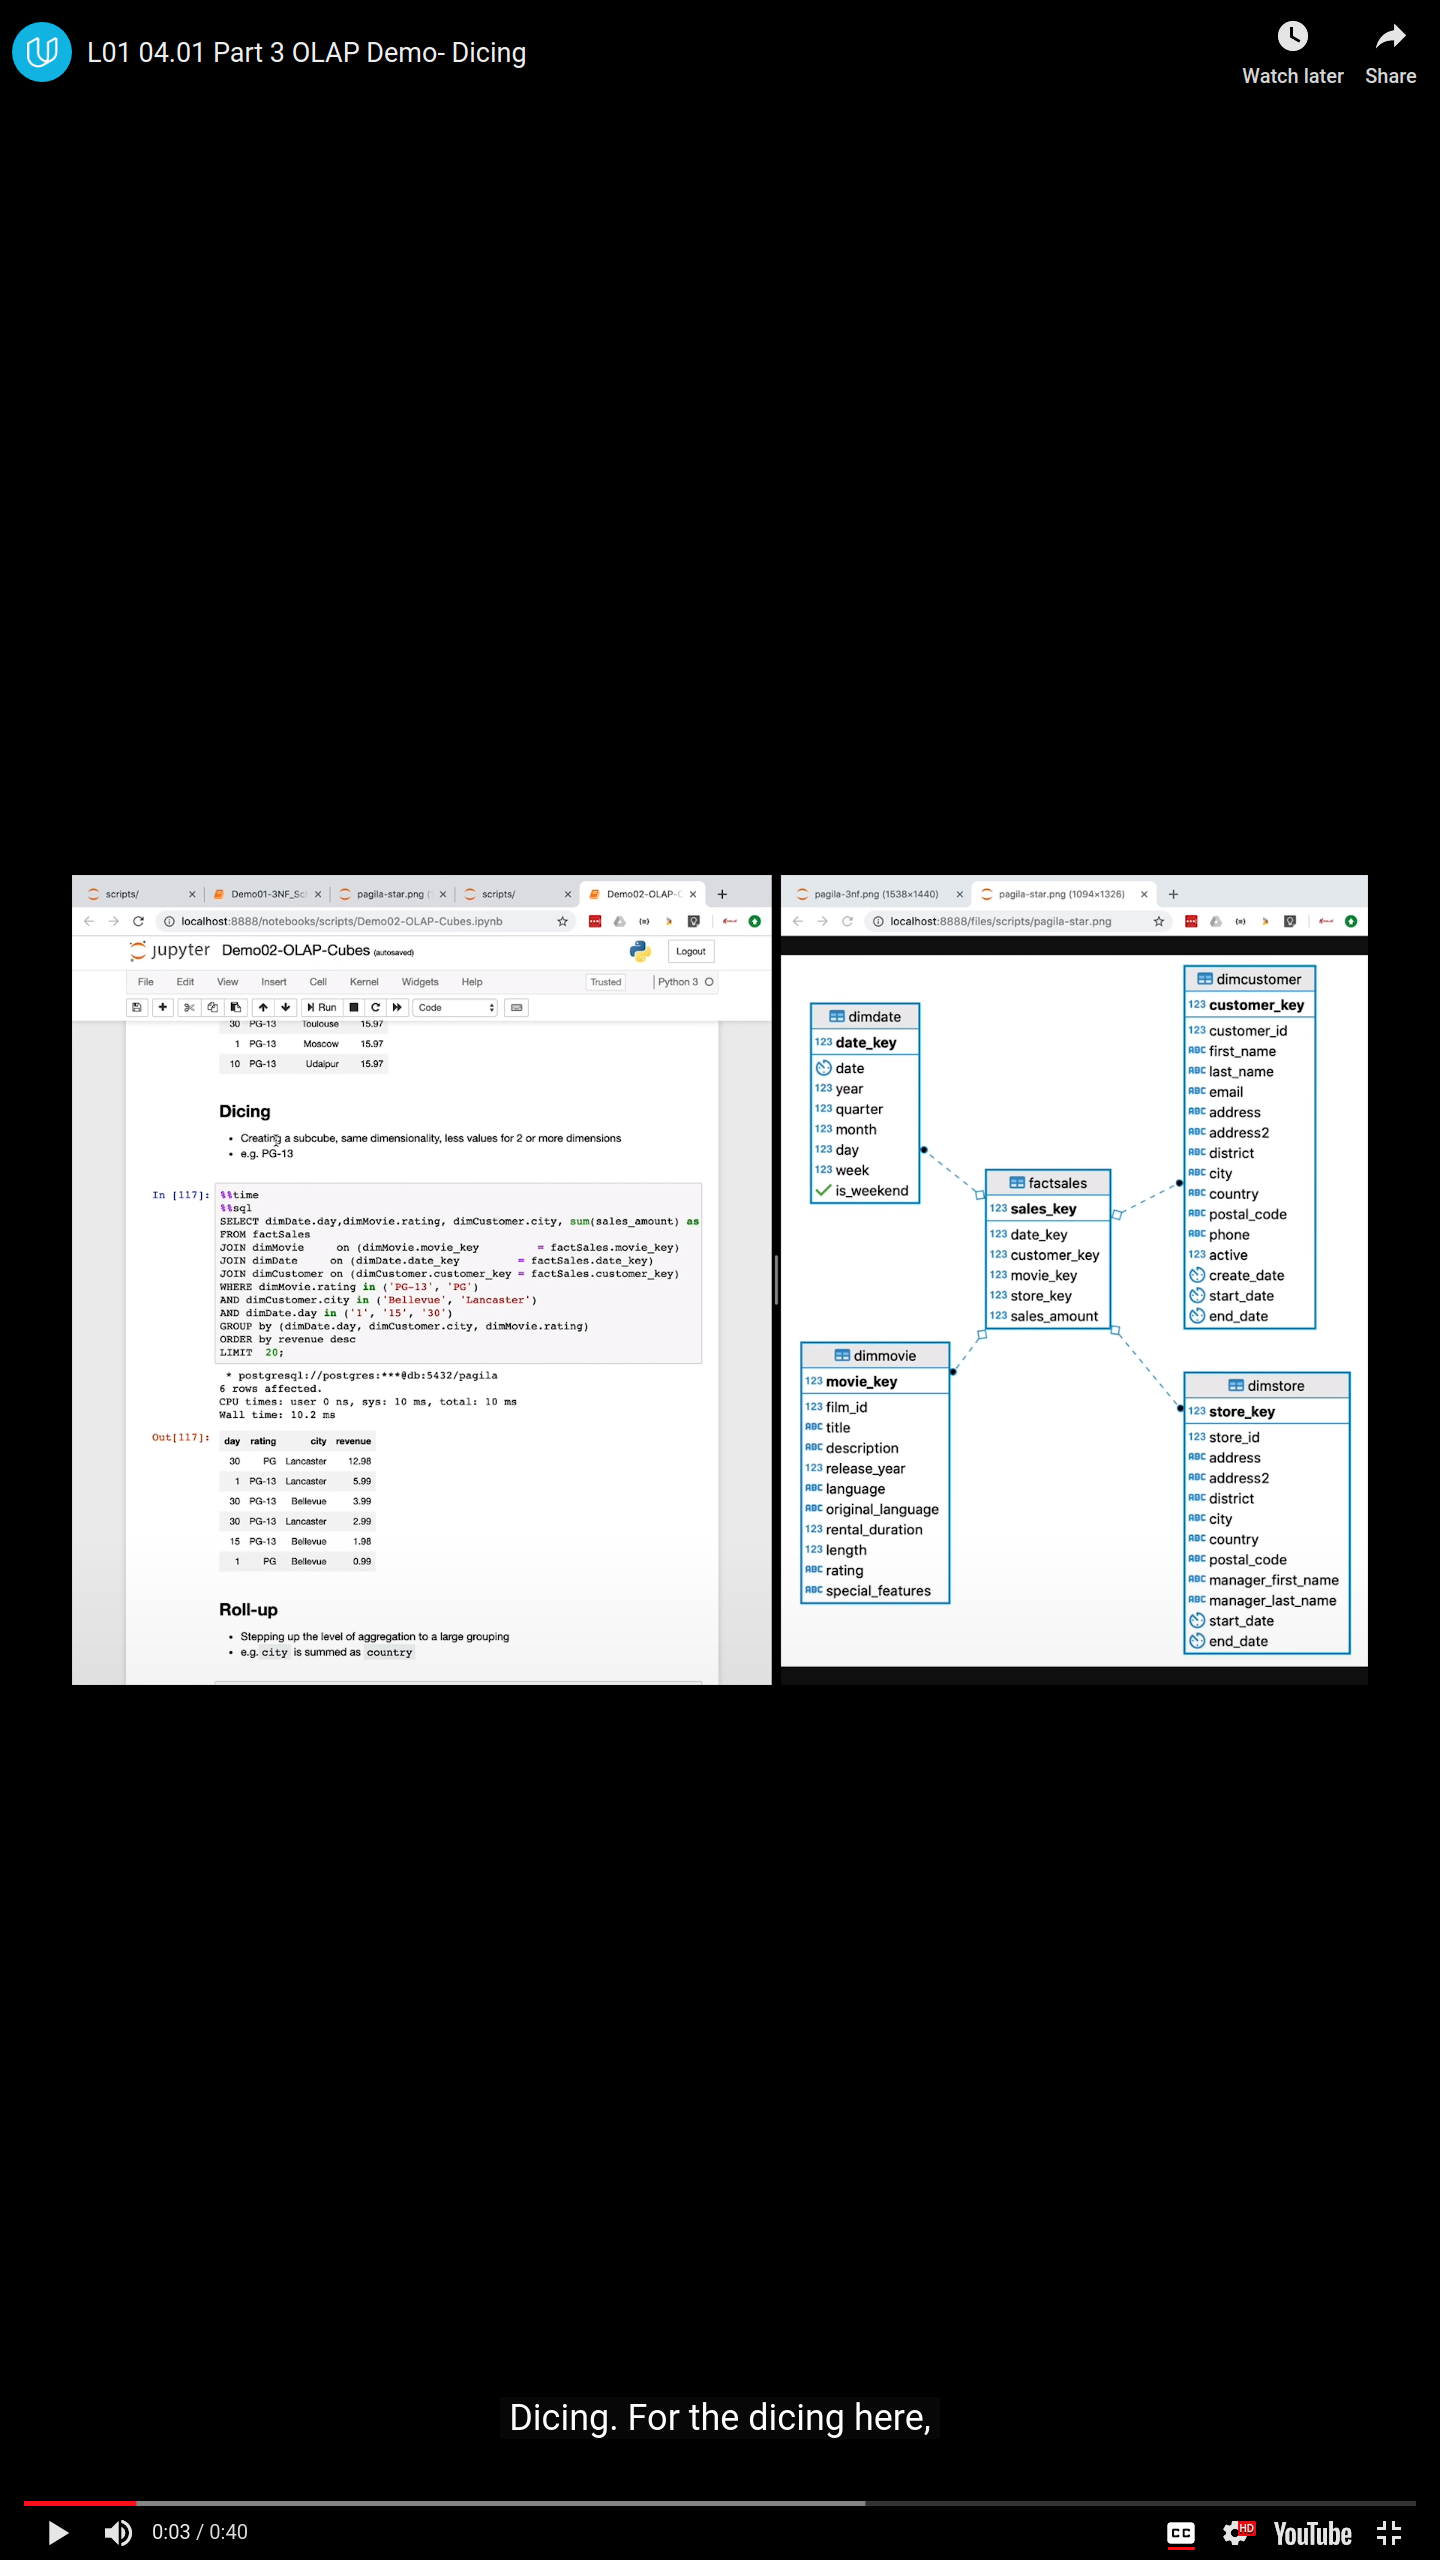 L01 04.01 Part 3 OLAP Demo- Dicing
Watch later
Share
scripts/
Demo01-3NF_Sc
pagila-star.png (
scripts/
Demo02-OLAP-C
localhost:8888/notebooks/scripts/Demo02-OLAP-Cubes.ipynb
jupyter Demo02-OLAP-Cubes (autosaved)
Logout
File Edit View Insert Cell Kernel Widgets Help
Trusted
Python 3
Run
Code
30 PG-13 Toulouse 15.97
1 PG-13 Moscow 15.97
10 PG-13 Udaipur 15.97
Dicing
• Creating a subcube, same dimensionality, less values for 2 or more dimensions
• e.g. PG-13
In [117]:
%%time
%%sql
SELECT dimDate.day,dimMovie.rating, dimCustomer.city, sum(sales_amount) as
FROM factSales
JOIN dimMovie on (dimMovie.movie_key = factSales.movie_key)
JOIN dimDate on (dimDate.date_key = factSales.date_key)
JOIN dimCustomer on (dimCustomer.customer_key = factSales.customer_key)
WHERE dimMovie.rating in ('PG-13', 'PG')
AND dimCustomer.city in ('Bellevue', 'Lancaster')
AND dimDate.day in ('1', '15', '30')
GROUP by (dimDate.day, dimCustomer.city, dimMovie.rating)
ORDER by revenue desc
LIMIT 20;
* postgresql://postgres:***@db:5432/pagila
6 rows affected.
CPU times: user 0 ns, sys: 10 ms, total: 10 ms
Wall time: 10.2 ms
Out[117]:
day rating city revenue
30 PG Lancaster 12.98
1 PG-13 Lancaster 5.99
30 PG-13 Bellevue 3.99
30 PG-13 Lancaster 2.99
15 PG-13 Bellevue 1.98
1 PG Bellevue 0.99
Roll-up
• Stepping up the level of aggregation to a large grouping
• e.g. city is summed as country
pagila-3nf.png (1538×1440)
pagila-star.png (1094×1326)
localhost:8888/files/scripts/pagila-star.png
dimdate
123 date_key
date
123 year
123 quarter
123 month
123 day
123 week
is_weekend
factsales
123 sales_key
123 date_key
123 customer_key
123 movie_key
123 store_key
123 sales_amount
dimcustomer
123 customer_key
123 customer_id
ABC first_name
ABC last_name
ABC email
ABC address
ABC address2
ABC district
ABC city
ABC country
ABC postal_code
ABC phone
123 active
create_date
start_date
end_date
dimmovie
123 movie_key
123 film_id
ABC title
ABC description
123 release_year
ABC language
ABC original_language
123 rental_duration
123 length
ABC rating
ABC special_features
dimstore
123 store_key
123 store_id
ABC address
ABC address2
ABC district
ABC city
ABC country
ABC postal_code
ABC manager_first_name
ABC manager_last_name
start_date
end_date
Dicing. For the dicing here,
0:03 / 0:40
CC
HD
YouTube